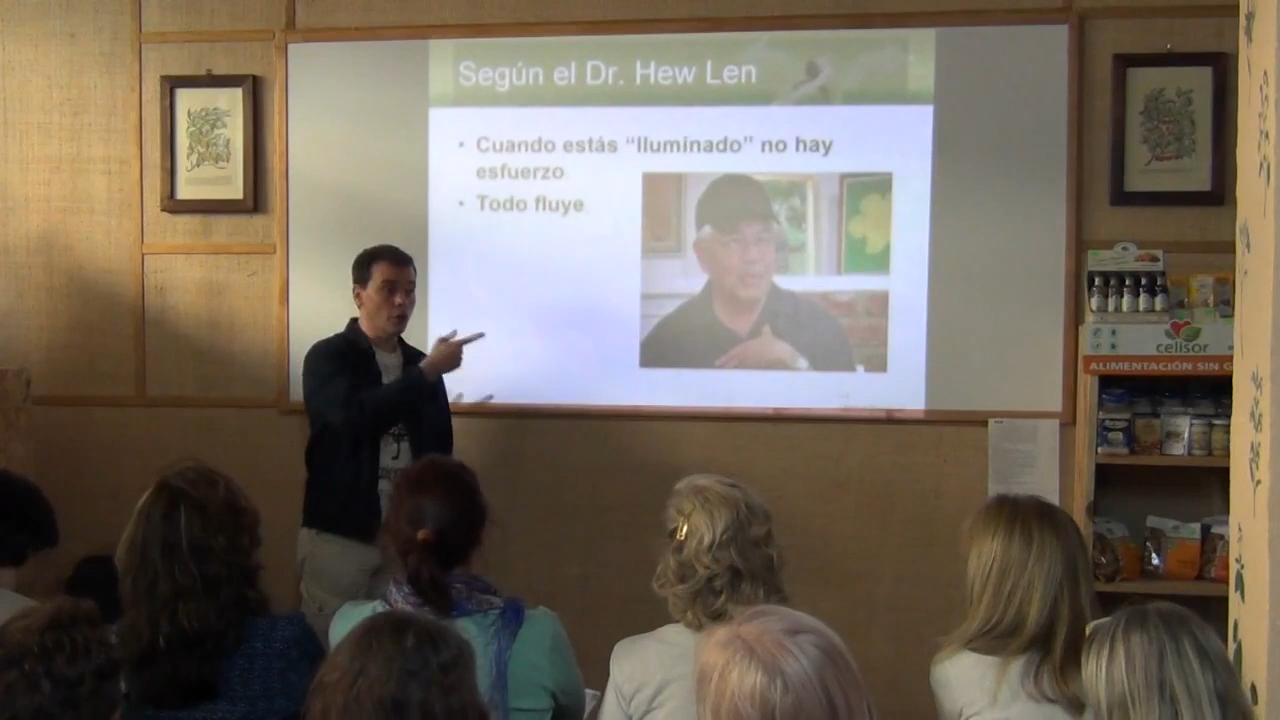 Según el Dr. Hew Len
• Cuando estás “Iluminado” no hay
esfuerzo
• Todo fluye
celisor
ALIMENTACIÓN SIN G